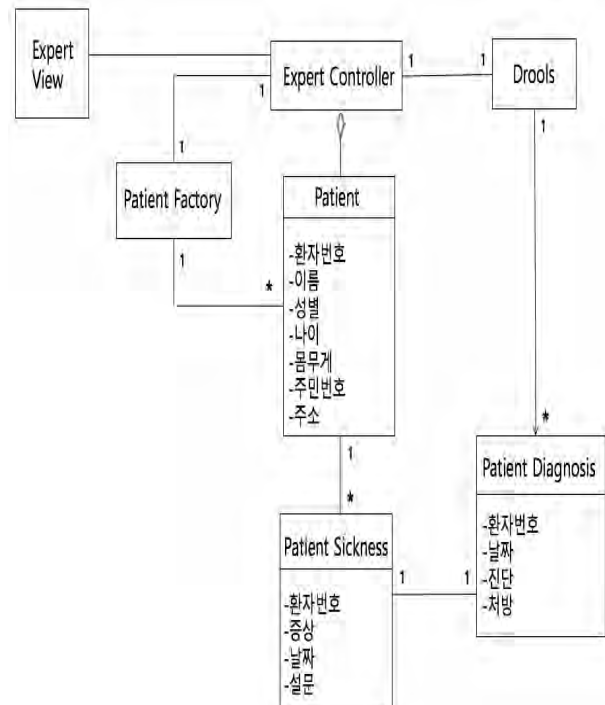 Expert
View
Expert Controller
Drools
1
1
1
1
1
Patient Factory
1
*
Patient
-환자번호
-이름
-성별
-나이
-몸무게
-주민번호
-주소
1
*
*
Patient Diagnosis
-환자번호
-날짜
-진단
-처방
Patient Sickness
1
1
-환자번호
-증상
-날짜
-설문